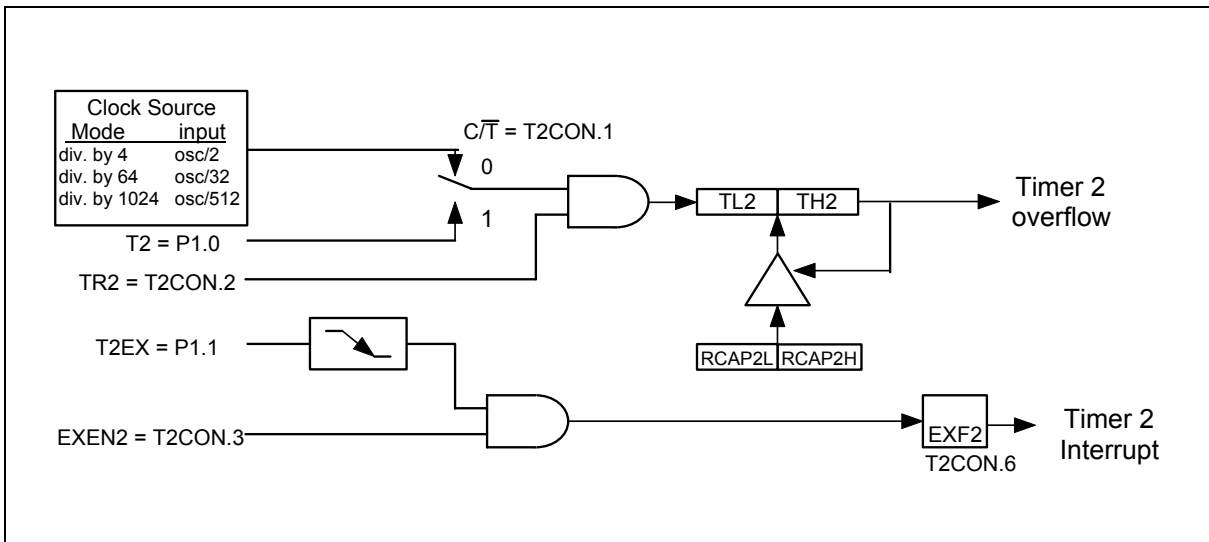 Clock Source
Mode input
div. by 4 osc/2
div. by 64 osc/32
div. by 1024 osc/512
C/T̅ = T2CON.1
0
1
T2 = P1.0
TR2 = T2CON.2
TL2 TH2
Timer 2
overflow
T2EX = P1.1
RCAP2L RCAP2H
EXEN2 = T2CON.3
EXF2
T2CON.6
Timer 2
Interrupt